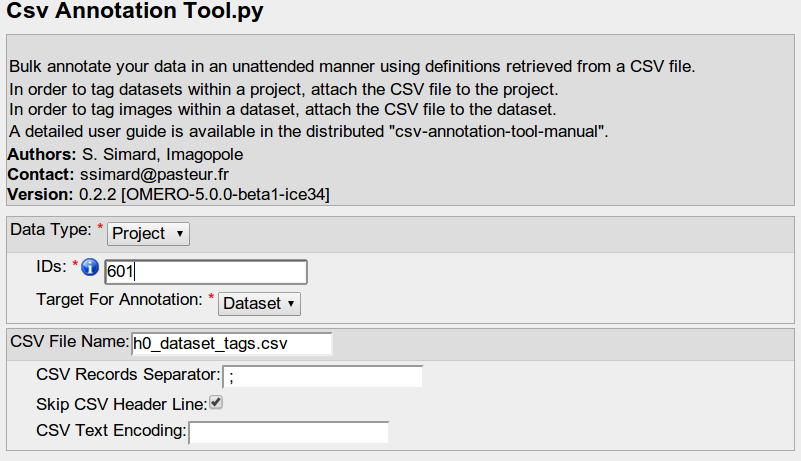 Csv Annotation Tool.py
Bulk annotate your data in an unattended manner using definitions retrieved from a CSV file.
In order to tag datasets within a project, attach the CSV file to the project.
In order to tag images within a dataset, attach the CSV file to the dataset.
A detailed user guide is available in the distributed "csv-annotation-tool-manual".
Authors: S. Simard, Imagopole
Contact: ssimard@pasteur.fr
Version: 0.2.2 [OMERO-5.0.0-beta1-ice34]
Data Type: * Project
IDs: * 601
Target For Annotation: * Dataset
CSV File Name: h0_dataset_tags.csv
CSV Records Separator: ;
Skip CSV Header Line:
CSV Text Encoding: